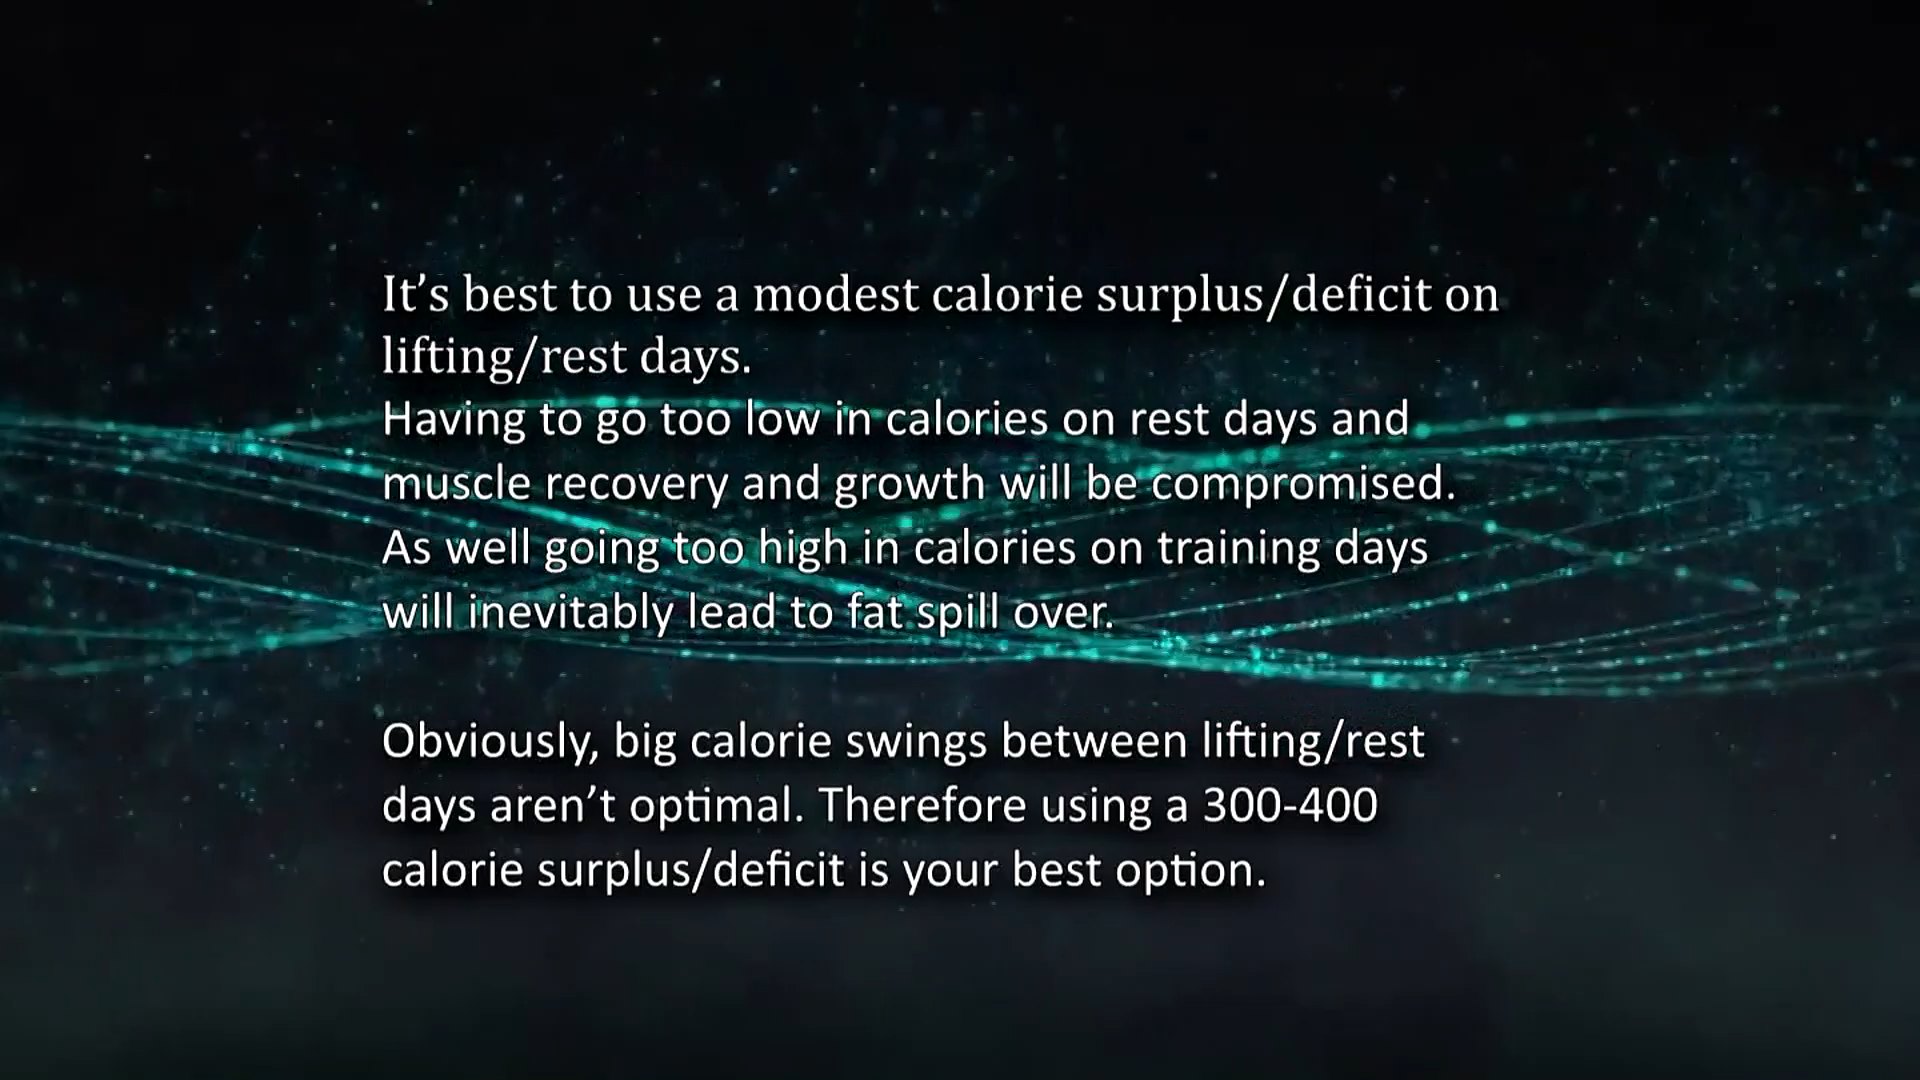 It’s best to use a modest calorie surplus/deficit on
lifting/rest days.
Having to go too low in calories on rest days and
muscle recovery and growth will be compromised.
As well going too high in calories on training days
will inevitably lead to fat spill over.
Obviously, big calorie swings between lifting/rest
days aren’t optimal. Therefore using a 300-400
calorie surplus/deficit is your best option.